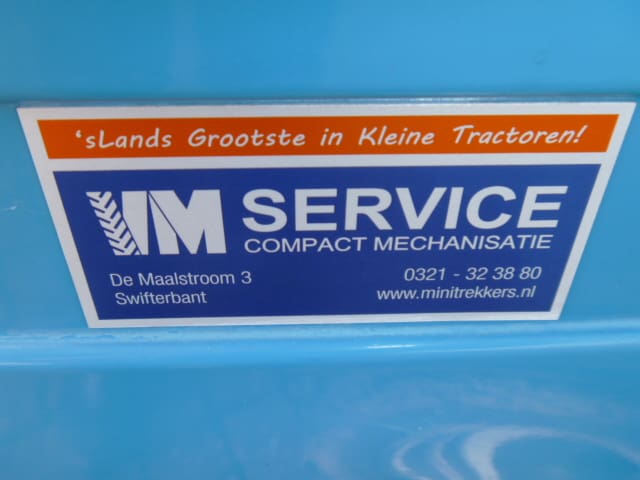 'sLands Grootste in Kleine Tractoren!
VM SERVICE
COMPACT MECHANISATIE
De Maalstroom 3
Swifterbant
0321 - 32 38 80
www.minitrekkers.nl